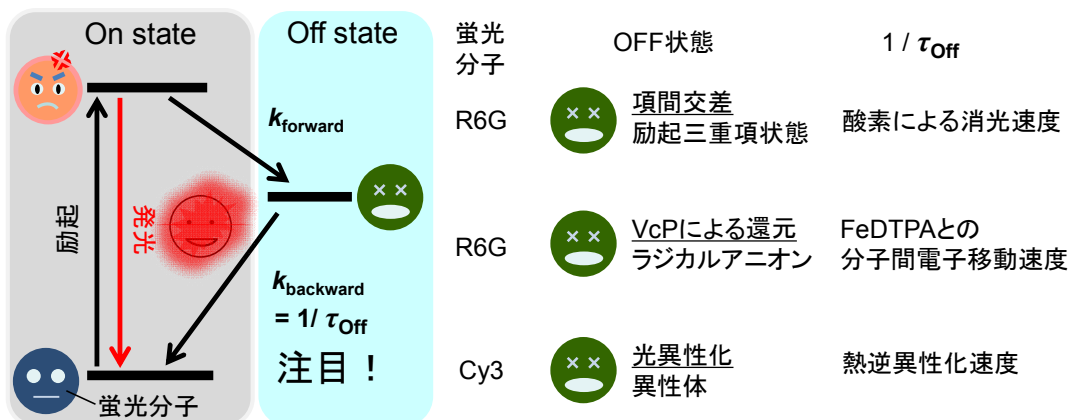 On state
Off state
k forward
励起
発光
k backward
= 1/ τ Off
注目！
蛍光分子
蛍光
分子
OFF状態
1 / τ Off
R6G
項間交差
励起三重項状態
酸素による消光速度
R6G
VcPによる還元
ラジカルアニオン
FeDTPAとの
分子間電子移動速度
Cy3
光異性化
異性体
熱逆異性化速度